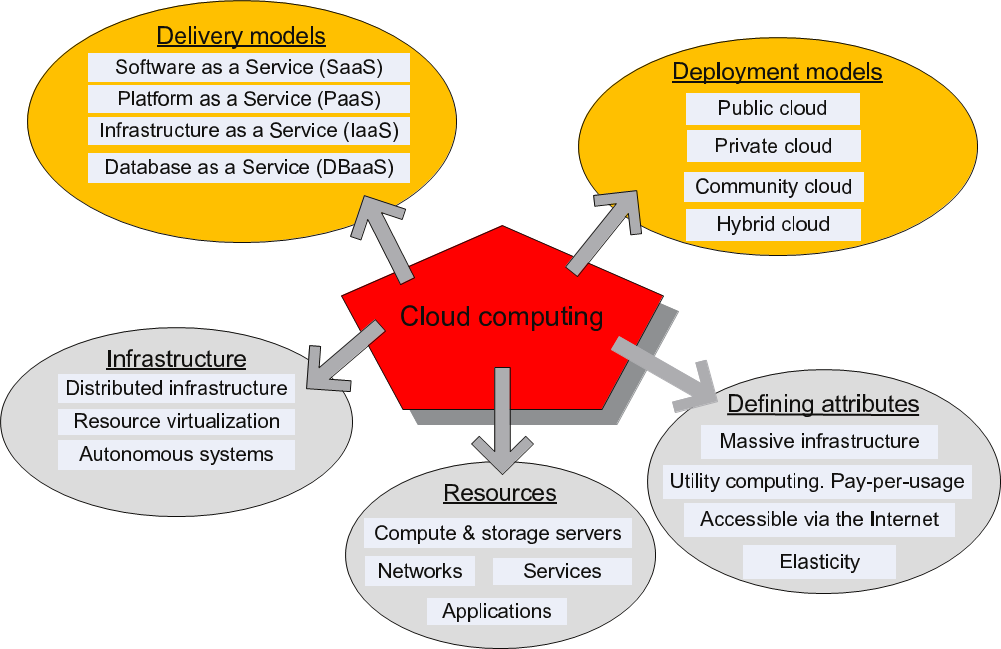 Delivery models
Software as a Service (SaaS)
Platform as a Service (PaaS)
Infrastructure as a Service (IaaS)
Database as a Service (DBaaS)
Deployment models
Public cloud
Private cloud
Community cloud
Hybrid cloud
Cloud computing
Infrastructure
Distributed infrastructure
Resource virtualization
Autonomous systems
Resources
Compute & storage servers
Networks
Services
Applications
Defining attributes
Massive infrastructure
Utility computing. Pay-per-usage
Accessible via the Internet
Elasticity